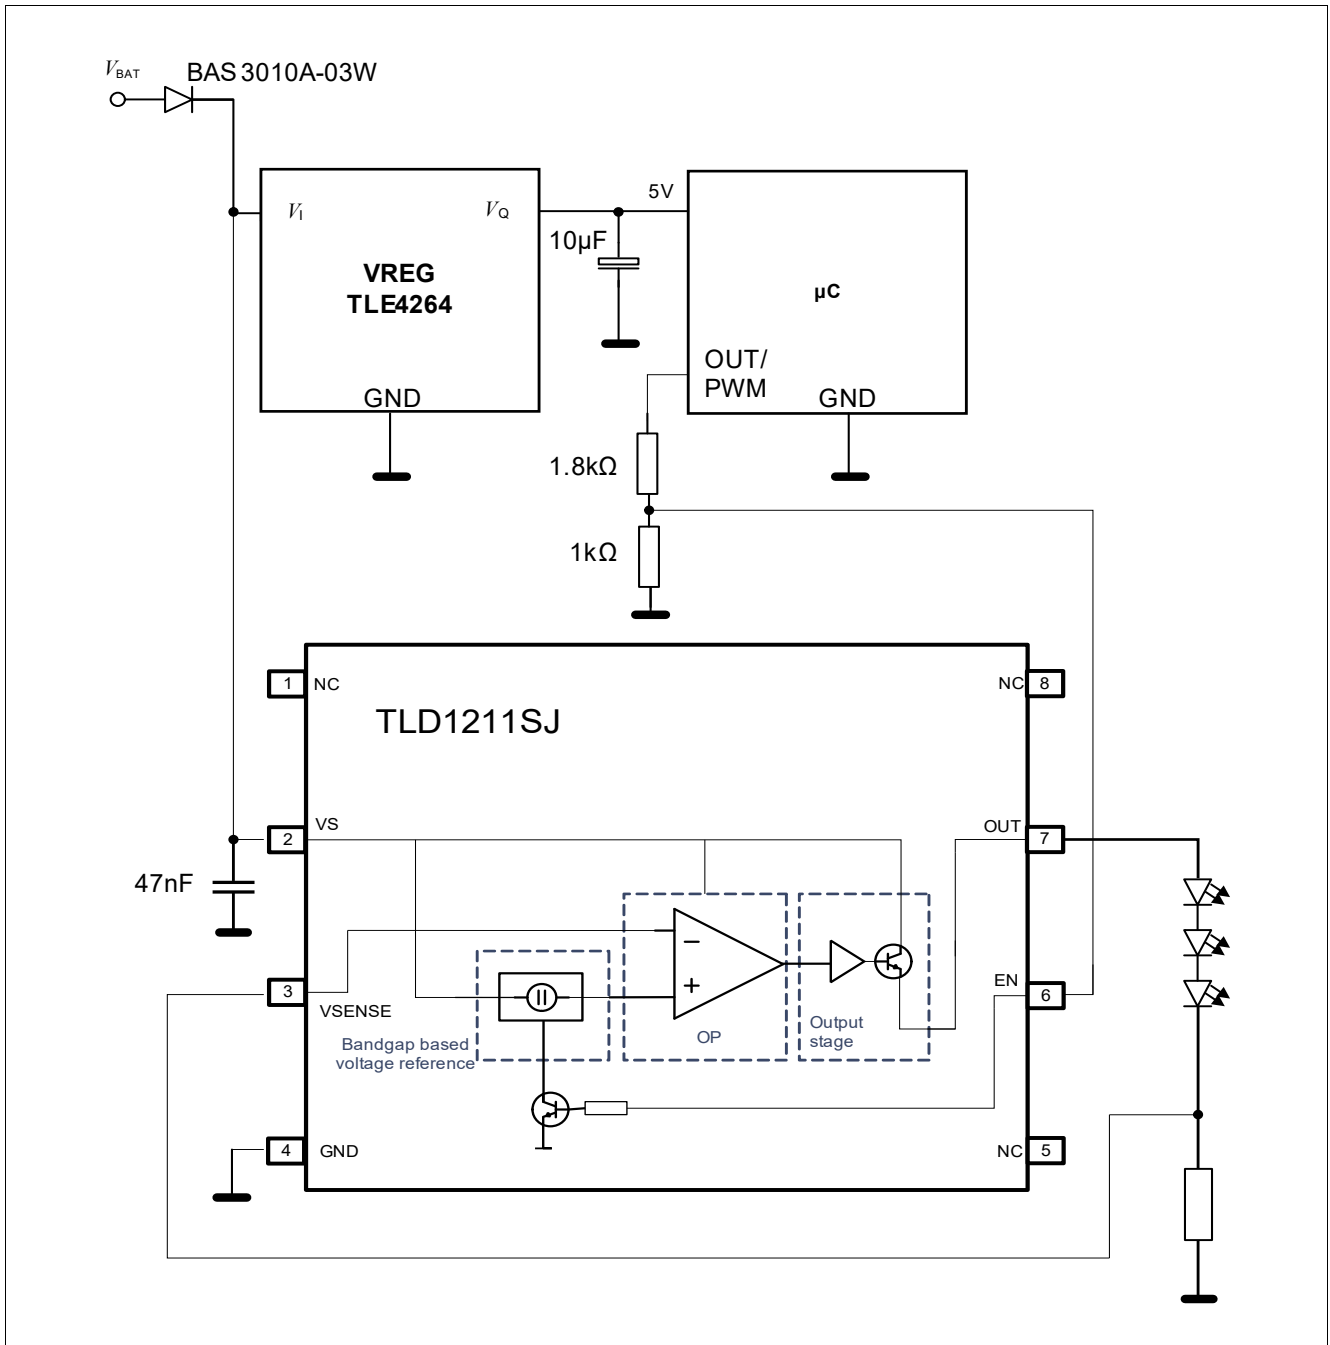 VBAT
BAS 3010A-03W
VI
VQ
VREG
TLE4264
GND
5V
10µF
µC
OUT/
PWM
GND
1.8kΩ
1kΩ
1
NC
NC
8
TLD1211SJ
VS
2
47nF
OUT
7
3
VSENSE
−
+
OP
Bandgap based
voltage reference
Output
stage
EN
6
4
GND
NC
5